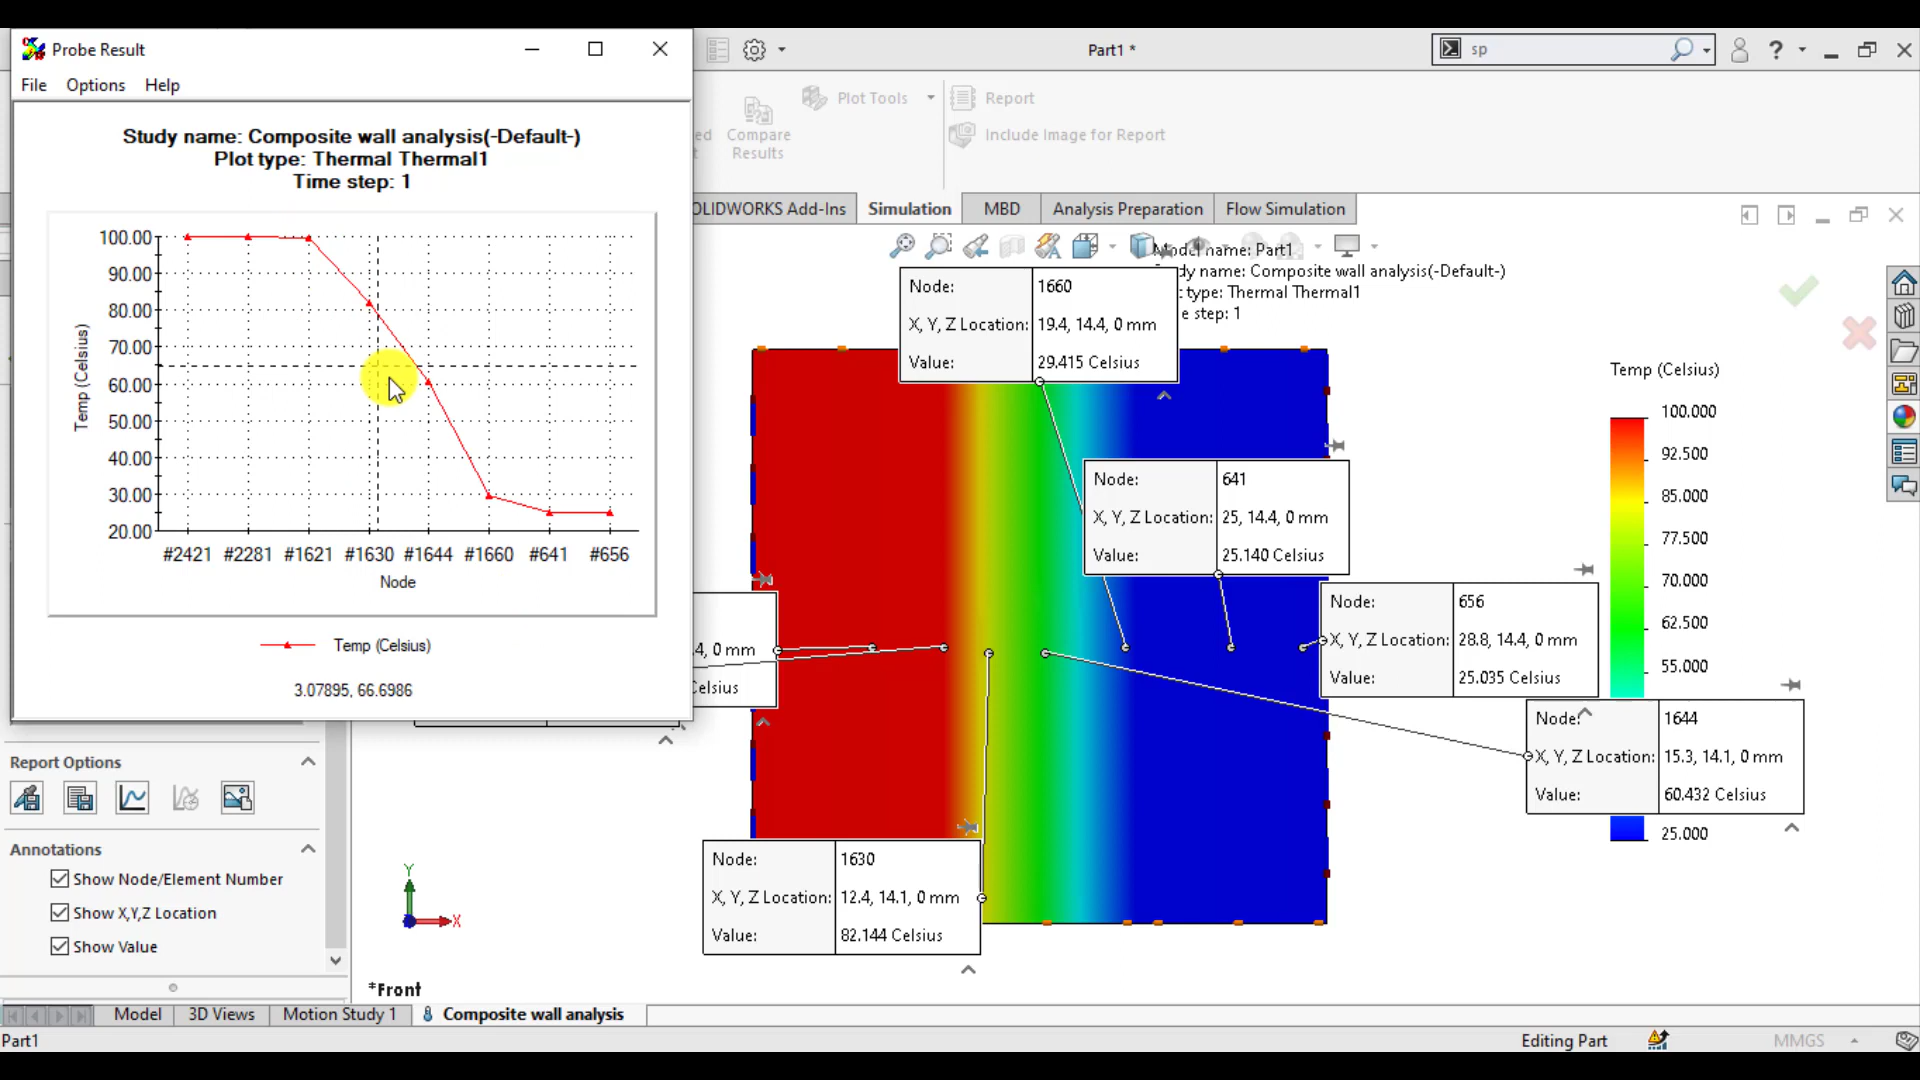 Probe Result
File Options Help
Study name: Composite wall analysis(-Default-)
Plot type: Thermal Thermal1
Time step: 1
100.00
90.00
80.00
70.00
60.00
50.00
40.00
30.00
20.00
Temp (Celsius)
#2421 #2281 #1621 #1630 #1644 #1660 #641 #656
Node
Temp (Celsius)
3.07895, 66.6986
Part1 *
sp
?
Plot Tools
Compare
Results
Report
Include Image for Report
OLIDWORKS Add-Ins Simulation MBD Analysis Preparation Flow Simulation
Model name: Part1
dy name: Composite wall analysis(-Default-)
t type: Thermal Thermal1
e step: 1
Node: 1660
X, Y, Z Location: 19.4, 14.4, 0 mm
Value: 29.415 Celsius
Node: 641
X, Y, Z Location: 25, 14.4, 0 mm
Value: 25.140 Celsius
Node: 656
X, Y, Z Location: 28.8, 14.4, 0 mm
Value: 25.035 Celsius
Node: 1644
X, Y, Z Location: 15.3, 14.1, 0 mm
Value: 60.432 Celsius
.4, 0 mm
Celsius
Node: 1630
X, Y, Z Location: 12.4, 14.1, 0 mm
Value: 82.144 Celsius
Temp (Celsius)
100.000
92.500
85.000
77.500
70.000
62.500
55.000
25.000
Report Options
Annotations
Show Node/Element Number
Show X,Y,Z Location
Show Value
Y
X
*Front
Model 3D Views Motion Study 1 Composite wall analysis
Part1 Editing Part MMGS